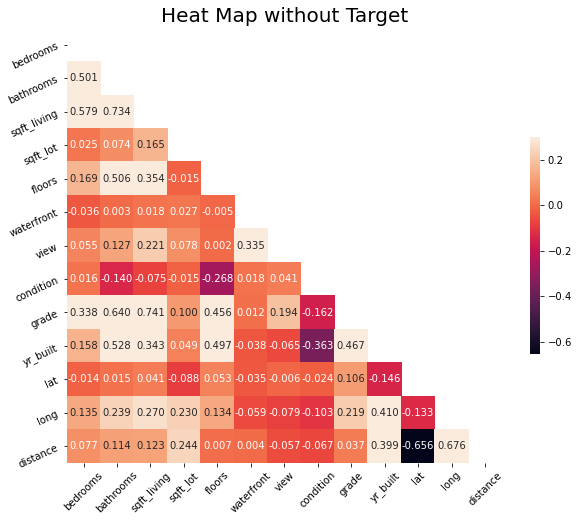 Heat Map without Target
bedrooms
bathrooms 0.501
sqft_living 0.579 0.734
sqft_lot 0.025 0.074 0.165
floors 0.169 0.506 0.354 -0.015
waterfront -0.036 0.003 0.018 0.027 -0.005
view 0.055 0.127 0.221 0.078 0.002 0.335
condition 0.016 -0.140 -0.075 -0.015 -0.268 0.018 0.041
grade 0.338 0.640 0.741 0.100 0.456 0.012 0.194 -0.162
yr_built 0.158 0.528 0.343 0.049 0.497 -0.038 -0.065 -0.363 0.467
lat -0.014 0.015 0.041 -0.088 0.053 -0.035 -0.006 -0.024 0.106 -0.146
long 0.135 0.239 0.270 0.230 0.134 -0.059 -0.079 -0.103 0.219 0.410 -0.133
distance 0.077 0.114 0.123 0.244 0.007 0.004 -0.057 -0.067 0.037 0.399 -0.656 0.676
bedrooms bathrooms sqft_living sqft_lot floors waterfront view condition grade yr_built lat long distance
0.2
0.0
−0.2
−0.4
−0.6